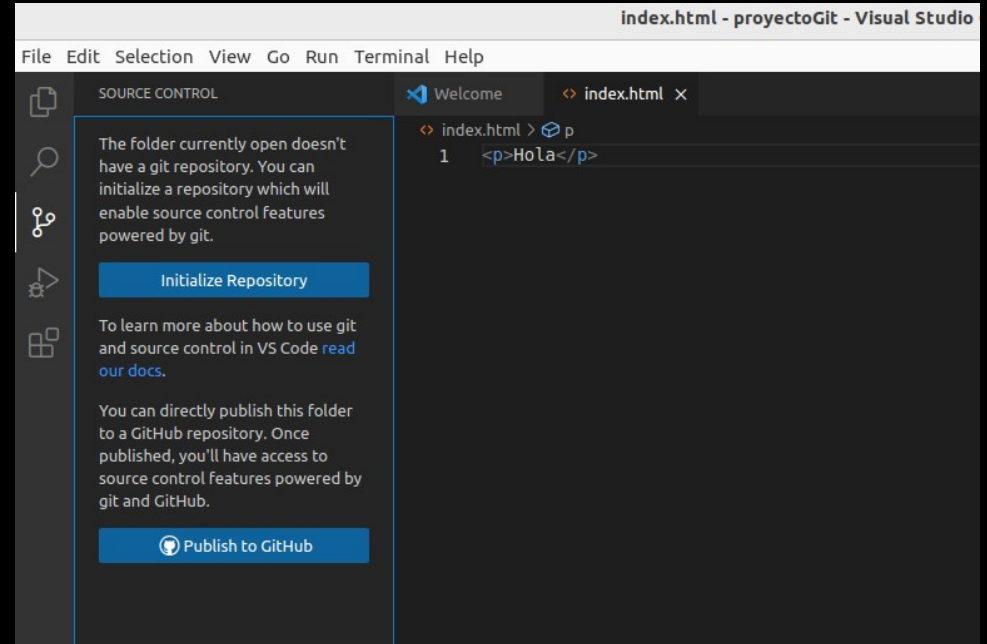 index.html - proyectoGit - Visual Studio
File Edit Selection View Go Run Terminal Help
SOURCE CONTROL
The folder currently open doesn't
have a git repository. You can
initialize a repository which will
enable source control features
powered by git.
Initialize Repository
To learn more about how to use git
and source control in VS Code read
our docs.
You can directly publish this folder
to a GitHub repository. Once
published, you'll have access to
source control features powered by
git and GitHub.
Publish to GitHub
Welcome
<> index.html ×
<> index.html > p
1 <p>Hola</p>